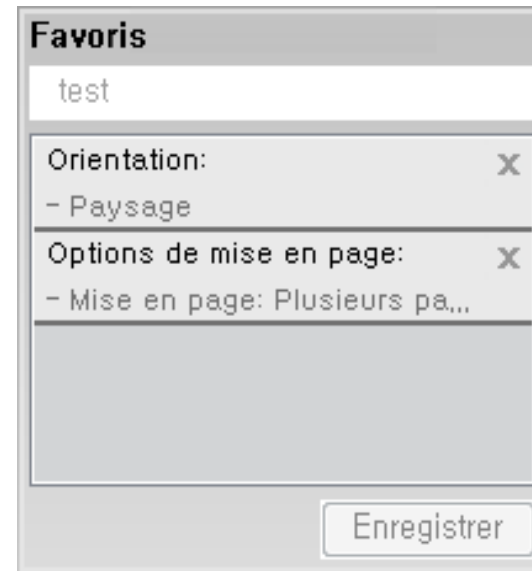 Favoris
test
Orientation: x
- Paysage
Options de mise en page: x
- Mise en page: Plusieurs pa...
Enregistrer